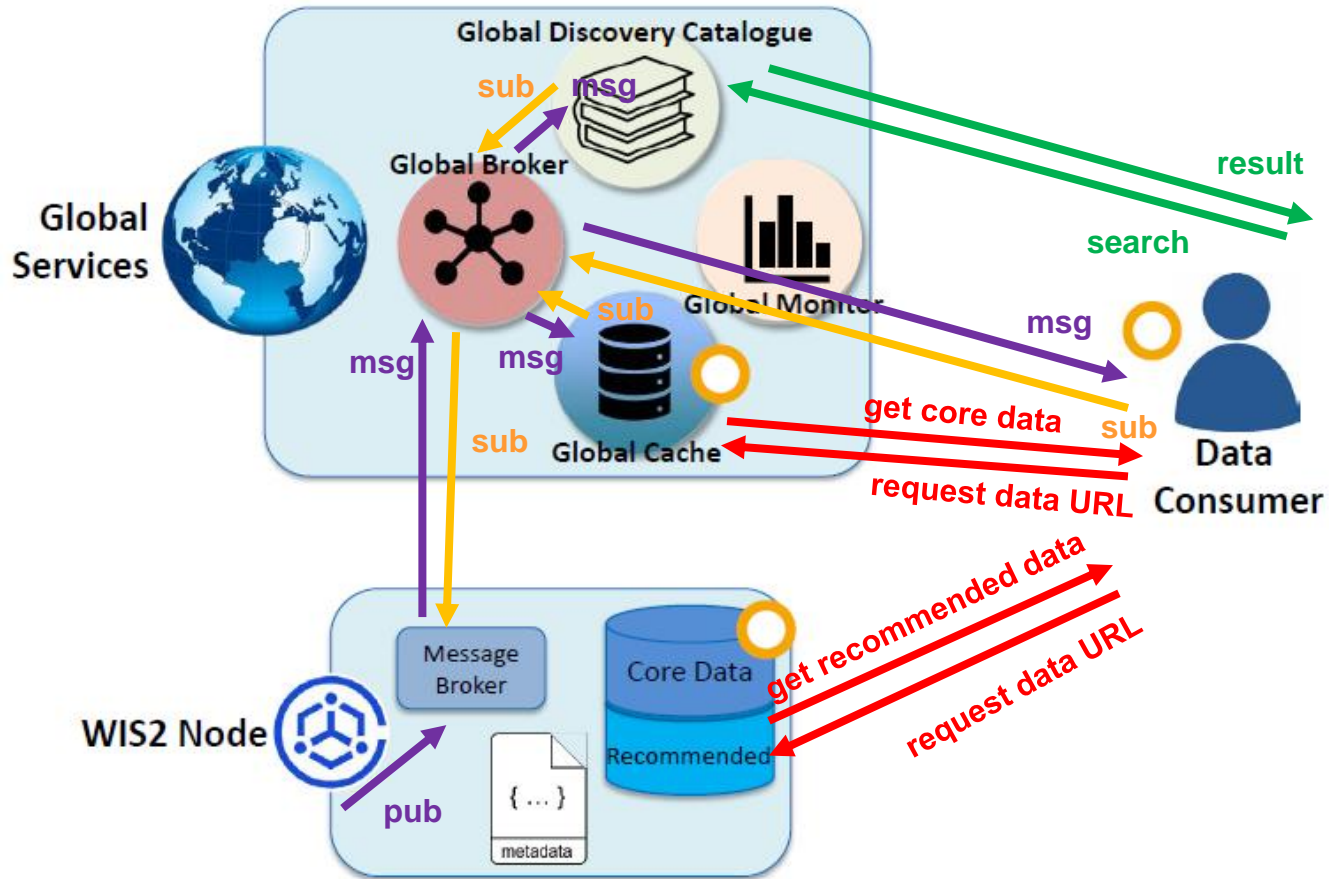 Global Discovery Catalogue
sub
msg
Global Broker
result
search
Global
Services
Global Monitor
sub
msg
msg
msg
sub
get core data
sub
Global Cache
request data URL
Data
Consumer
get recommended data
request data URL
Message
Broker
Core Data
Recommended
WIS2 Node
pub
{ ... }
metadata